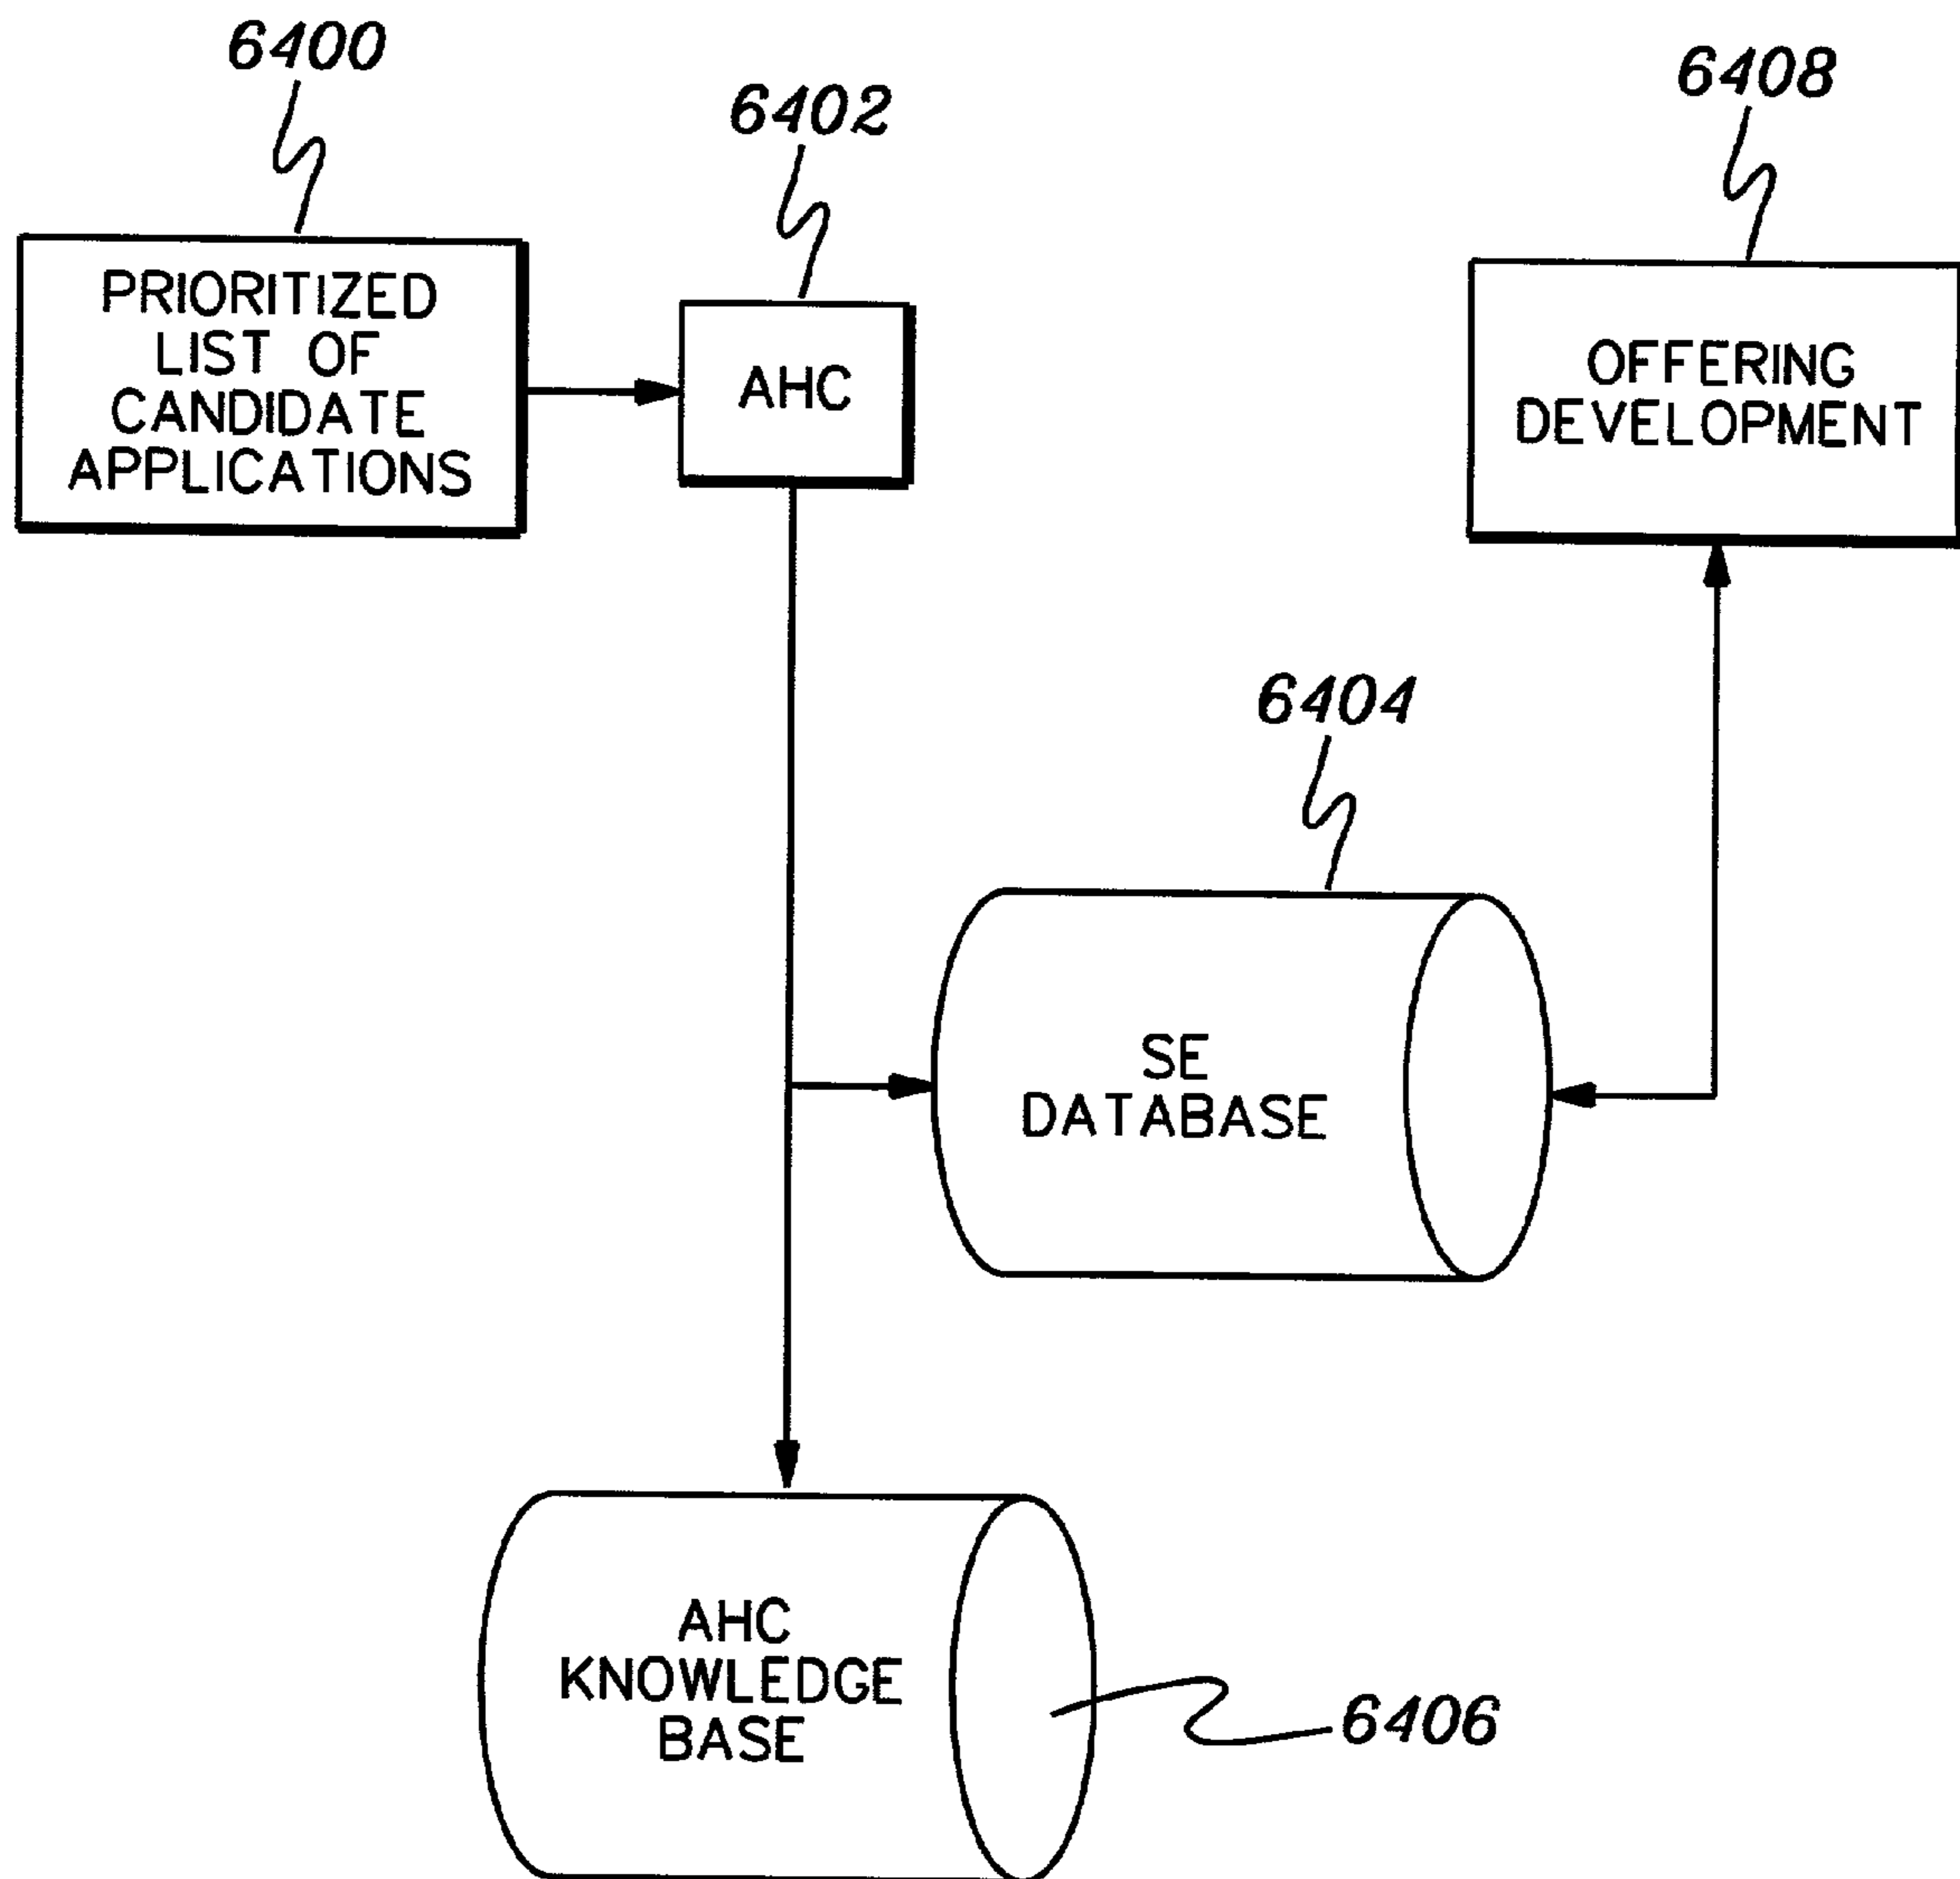 6400
6402
6408
PRIORITIZED
LIST OF
CANDIDATE
APPLICATIONS
AHC
OFFERING
DEVELOPMENT
6404
SE
DATABASE
AHC
KNOWLEDGE
BASE
6406